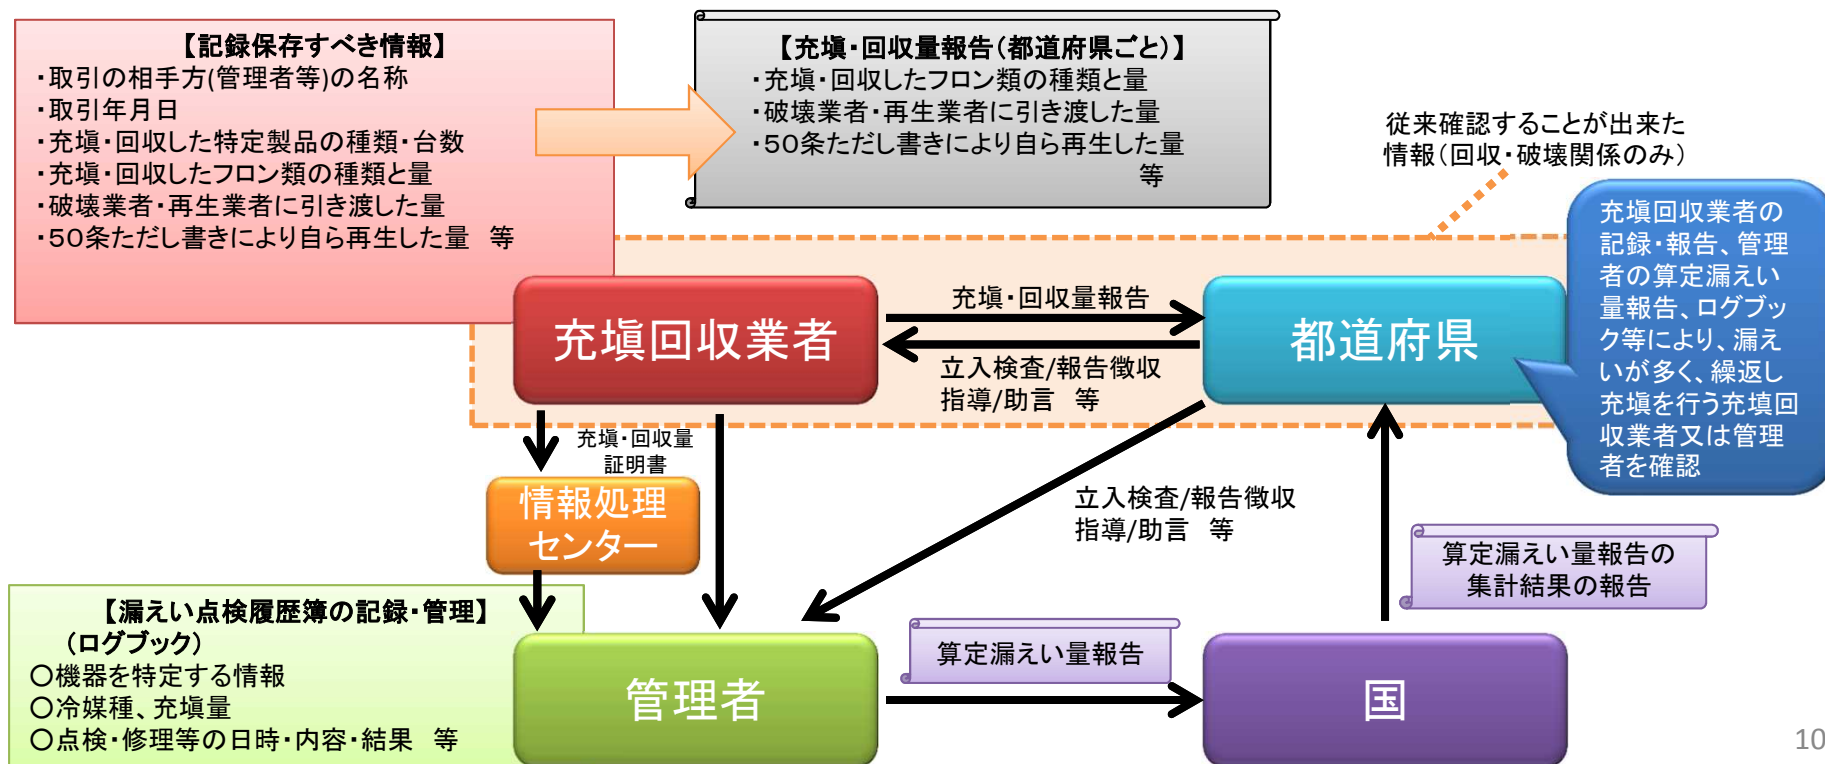 【記録保存すべき情報】
・取引の相手方(管理者等)の名称
・取引年月日
・充塡・回収した特定製品の種類・台数
・充塡・回収したフロン類の種類と量
・破壊業者・再生業者に引き渡した量
・50条ただし書きにより自ら再生した量　等
【充塡・回収量報告(都道府県ごと)】
・充塡・回収したフロン類の種類と量
・破壊業者・再生業者に引き渡した量
・50条ただし書きにより自ら再生した量
等
従来確認することが出来た
情報(回収・破壊関係のみ)
充塡回収業者の
記録・報告、管理
者の算定漏えい
量報告、ログブッ
ク等により、漏え
いが多く、繰返し
充塡を行う充塡回
収業者又は管理
者を確認
充塡回収業者
充塡・回収量報告
立入検査/報告徴収
指導/助言　等
都道府県
充塡・回収量
証明書
情報処理
センター
立入検査/報告徴収
指導/助言　等
算定漏えい量報告の
集計結果の報告
【漏えい点検履歴簿の記録・管理】
(ログブック)
○機器を特定する情報
○冷媒種、充塡量
○点検・修理等の日時・内容・結果　等
管理者
算定漏えい量報告
国
10